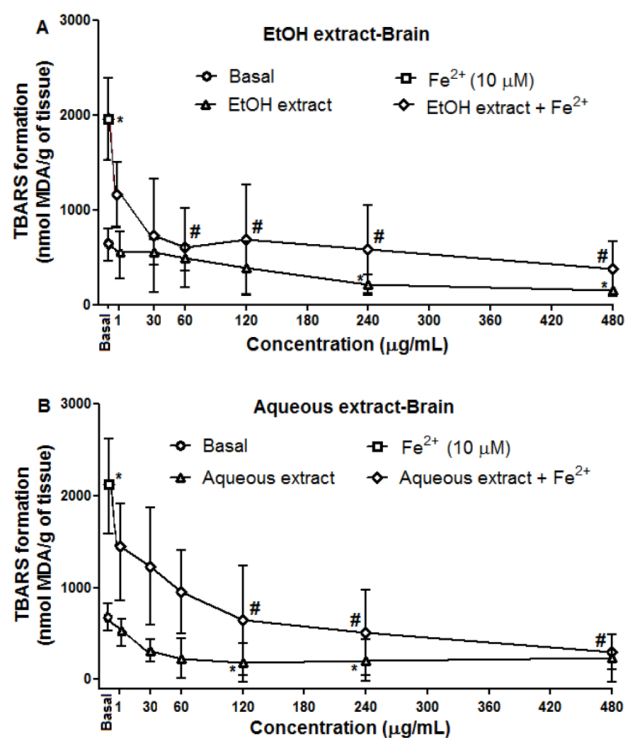 A
EtOH extract-Brain
Basal
Fe²⁺ (10 µM)
EtOH extract
EtOH extract + Fe²⁺
TBARS formation
(nmol MDA/g of tissue)
3000
2000
1000
0
*
#
#
#
#
*
*
Basal
1 30 60 120 180 240 300 360 420 480
Concentration (µg/mL)
B
Aqueous extract-Brain
Basal
Fe²⁺ (10 µM)
Aqueous extract
Aqueous extract + Fe²⁺
TBARS formation
(nmol MDA/g of tissue)
3000
2000
1000
0
*
#
#
#
*
*
Basal
1 30 60 120 180 240 300 360 420 480
Concentration (µg/mL)